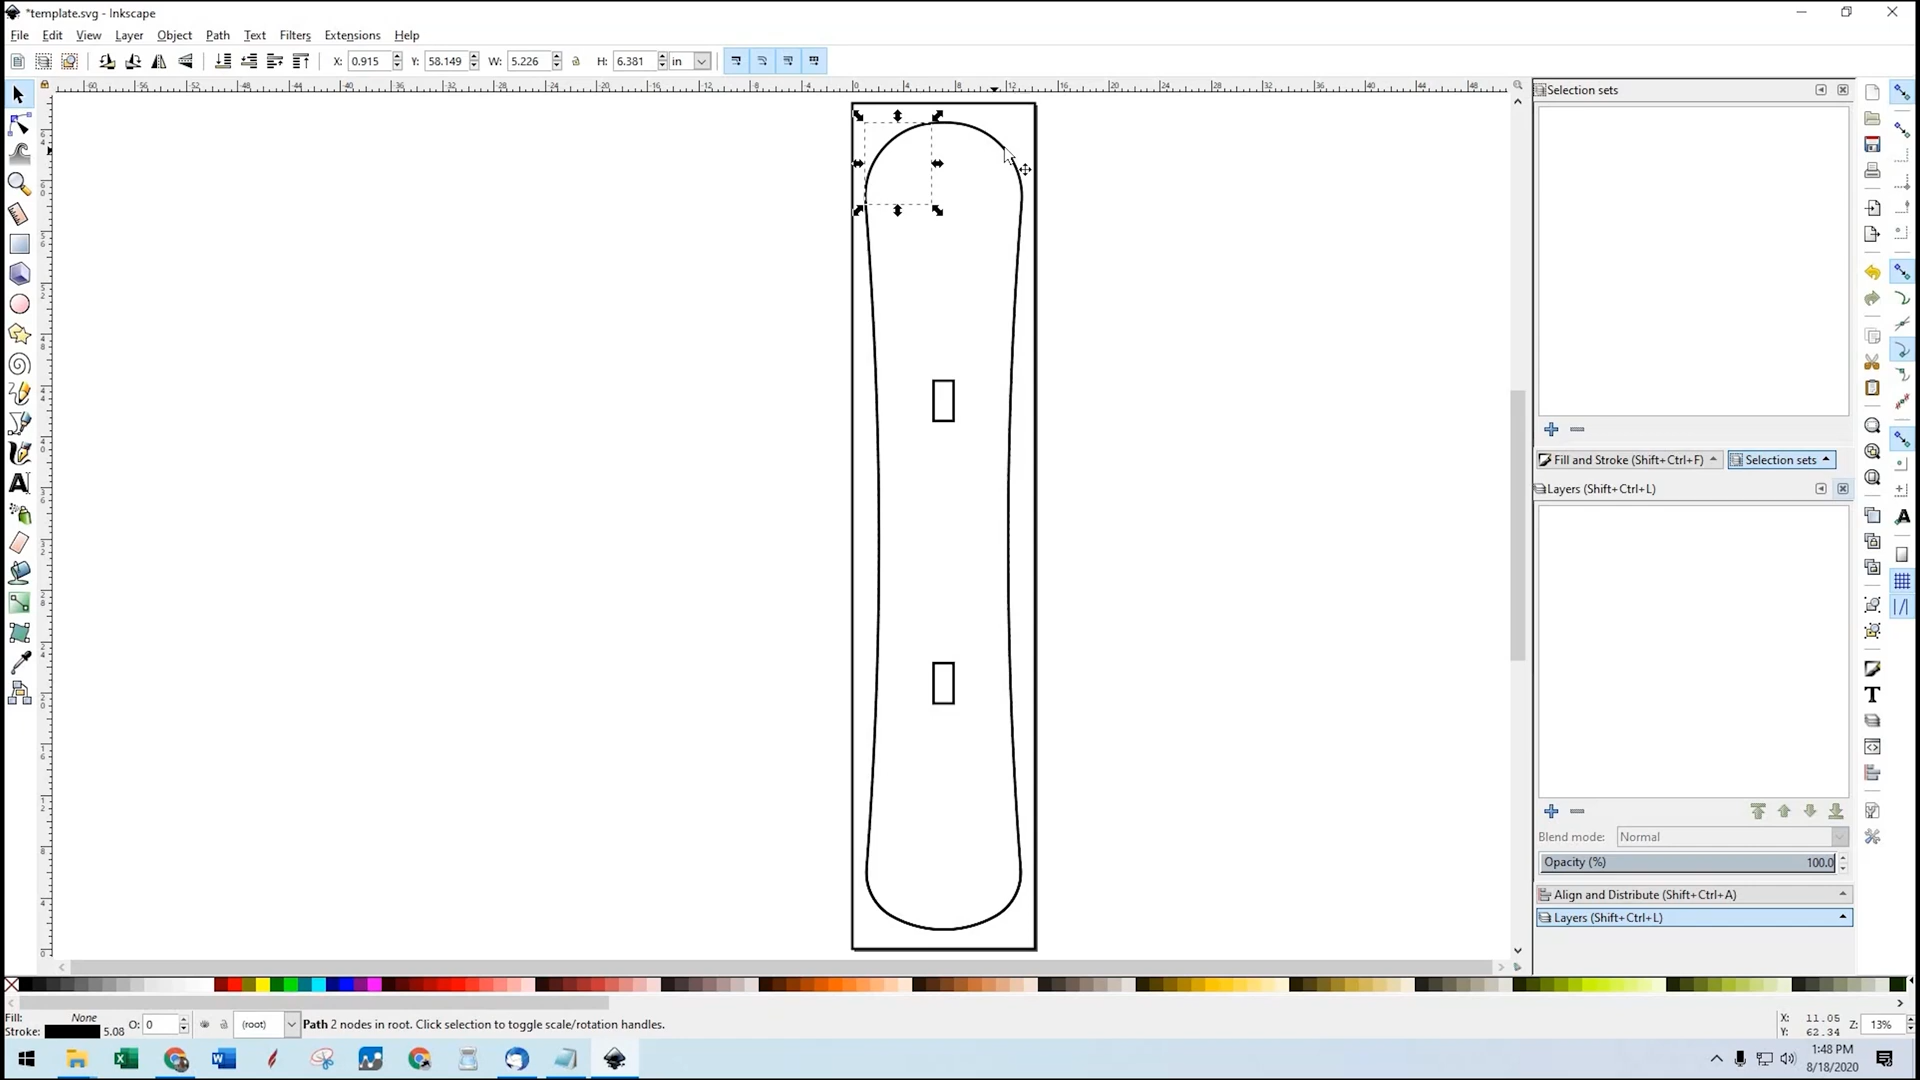 *template.svg - Inkscape
File Edit View Layer Object Path Text Filters Extensions Help
X: 0.915 Y: 58.149 W: 5.226 H: 6.381 in
Selection sets
Fill and Stroke (Shift+Ctrl+F) Selection sets
Layers (Shift+Ctrl+L)
Blend mode: Normal
Opacity (%) 100.0
Align and Distribute (Shift+Ctrl+A)
Layers (Shift+Ctrl+L)
Fill: None
Stroke: 5.08 O: 0 (root) Path 2 nodes in root. Click selection to toggle scale/rotation handles.
X: 11.05
Y: 62.34 Z: 13%
1:48 PM
8/18/2020